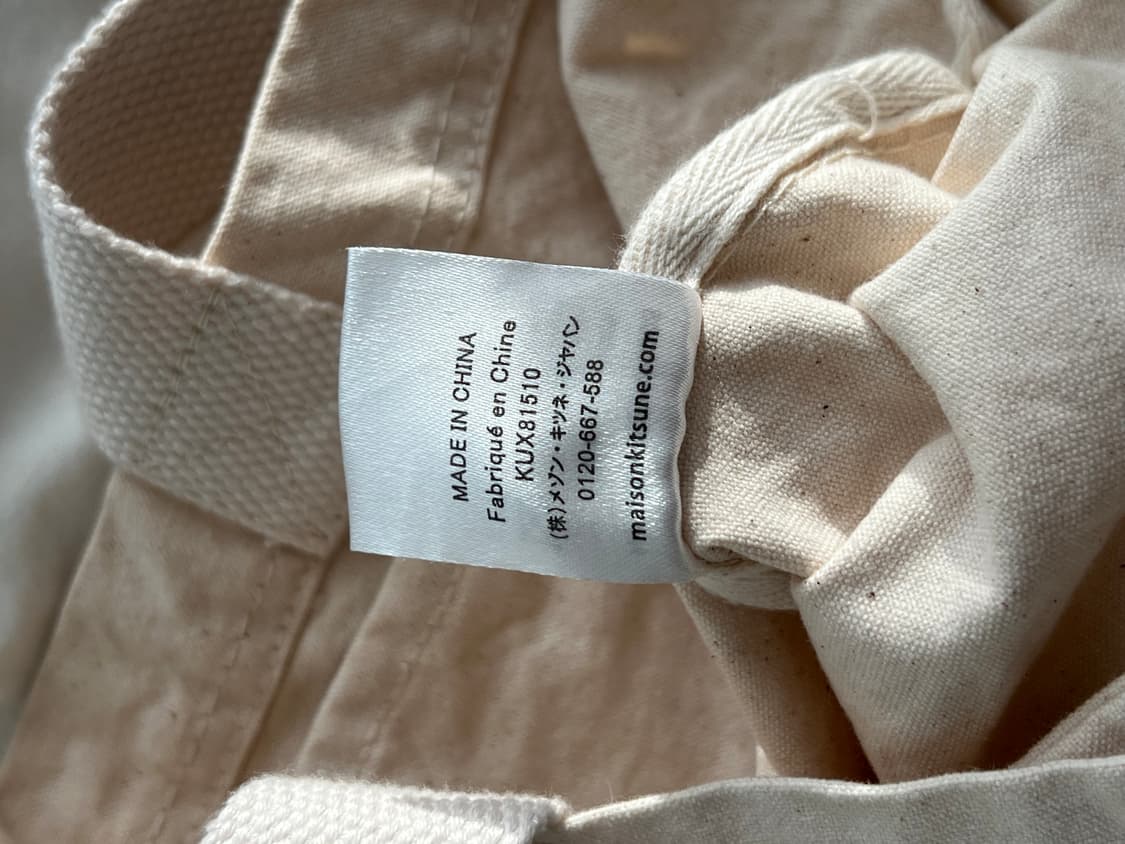 MADE IN CHINA
Fabriqué en Chine
KUX81510
(株)メゾン・キツネ・ジャパン
0120-667-588
maisonkitsune.com